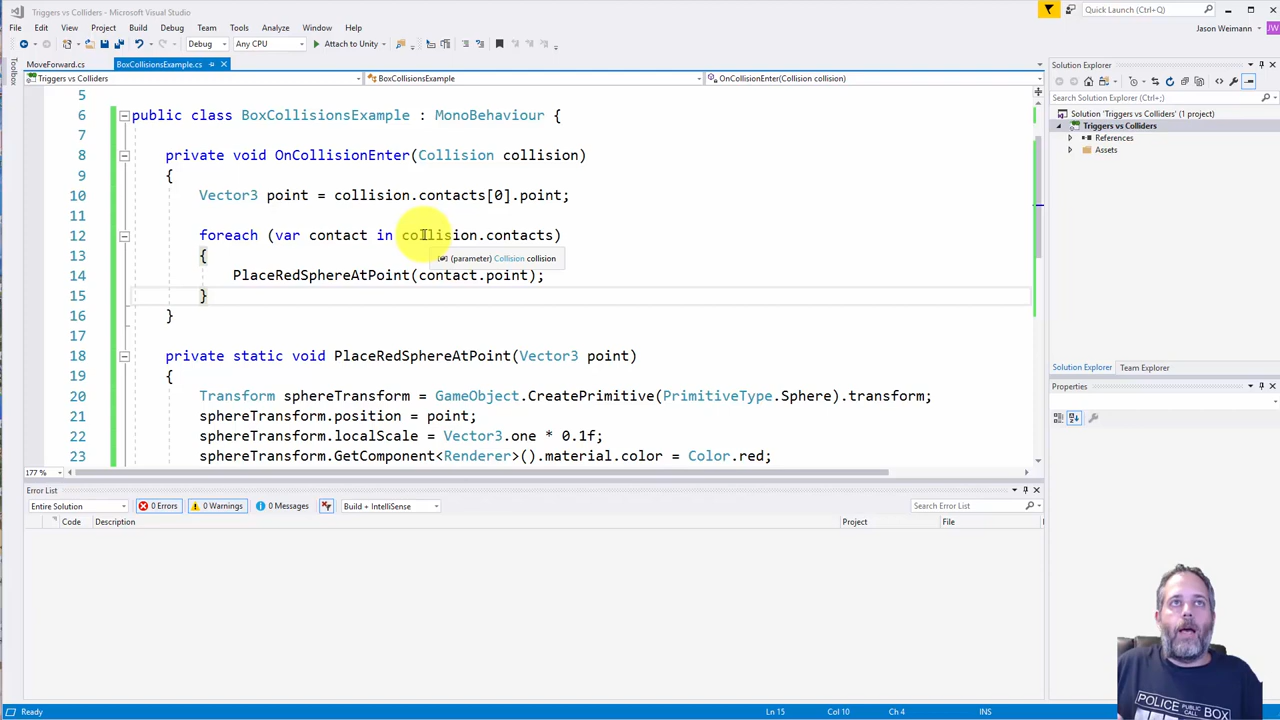 Triggers vs Colliders - Microsoft Visual Studio
Quick Launch (Ctrl+Q)
File Edit View Project Build Debug Team Tools Analyze Window Help
Jason Weimann JW
Debug Any CPU Attach to Unity
Toolbox
MoveForward.cs BoxCollisionsExample.cs
Triggers vs Colliders BoxCollisionsExample OnCollisionEnter(Collision collision)
5
6 public class BoxCollisionsExample : MonoBehaviour {
7
8 private void OnCollisionEnter(Collision collision)
9 {
10 Vector3 point = collision.contacts[0].point;
11
12 foreach (var contact in collision.contacts)
13 {
(parameter) Collision collision
14 PlaceRedSphereAtPoint(contact.point);
15 }
16 }
17
18 private static void PlaceRedSphereAtPoint(Vector3 point)
19 {
20 Transform sphereTransform = GameObject.CreatePrimitive(PrimitiveType.Sphere).transform;
21 sphereTransform.position = point;
22 sphereTransform.localScale = Vector3.one * 0.1f;
23 sphereTransform.GetComponent<Renderer>().material.color = Color.red;
177 %
Solution Explorer
Search Solution Explorer (Ctrl+;)
Solution 'Triggers vs Colliders' (1 project)
Triggers vs Colliders
References
Assets
Solution Explorer Team Explorer
Properties
Error List
Entire Solution 0 Errors 0 Warnings 0 Messages Build + IntelliSense
Search Error List
Code Description Project File
Ready Ln 15 Col 10 Ch 4 INS
POLICE PUBLIC CALL BOX